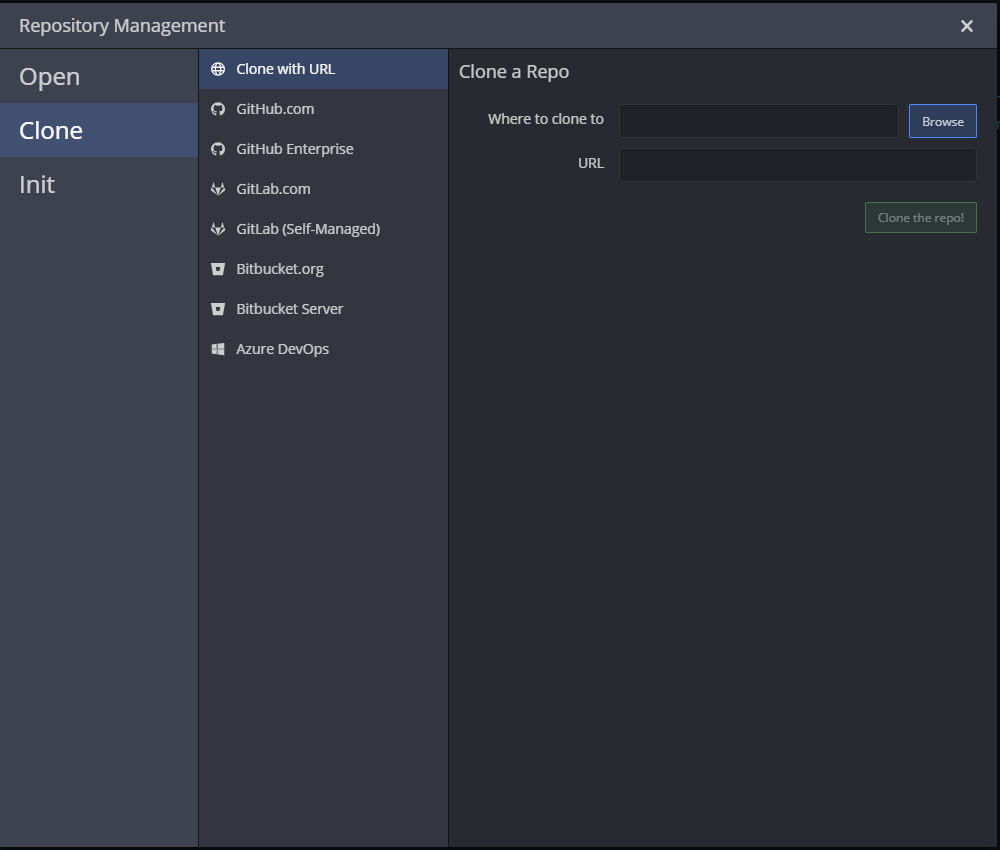 Repository Management
Open
Clone
Init
Clone with URL
GitHub.com
GitHub Enterprise
GitLab.com
GitLab (Self-Managed)
Bitbucket.org
Bitbucket Server
Azure DevOps
Clone a Repo
Where to clone to
Browse
URL
Clone the repo!